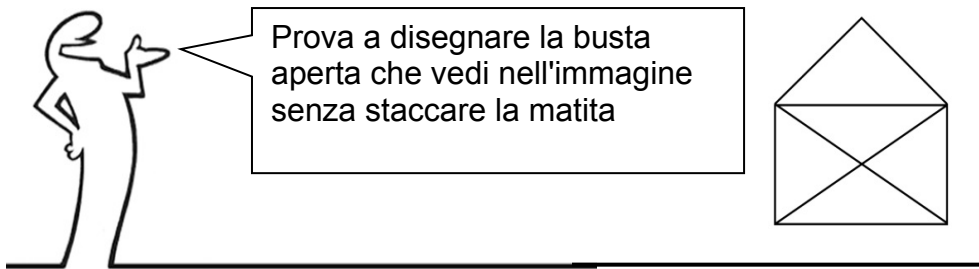 Prova a disegnare la busta
aperta che vedi nell'immagine
senza staccare la matita